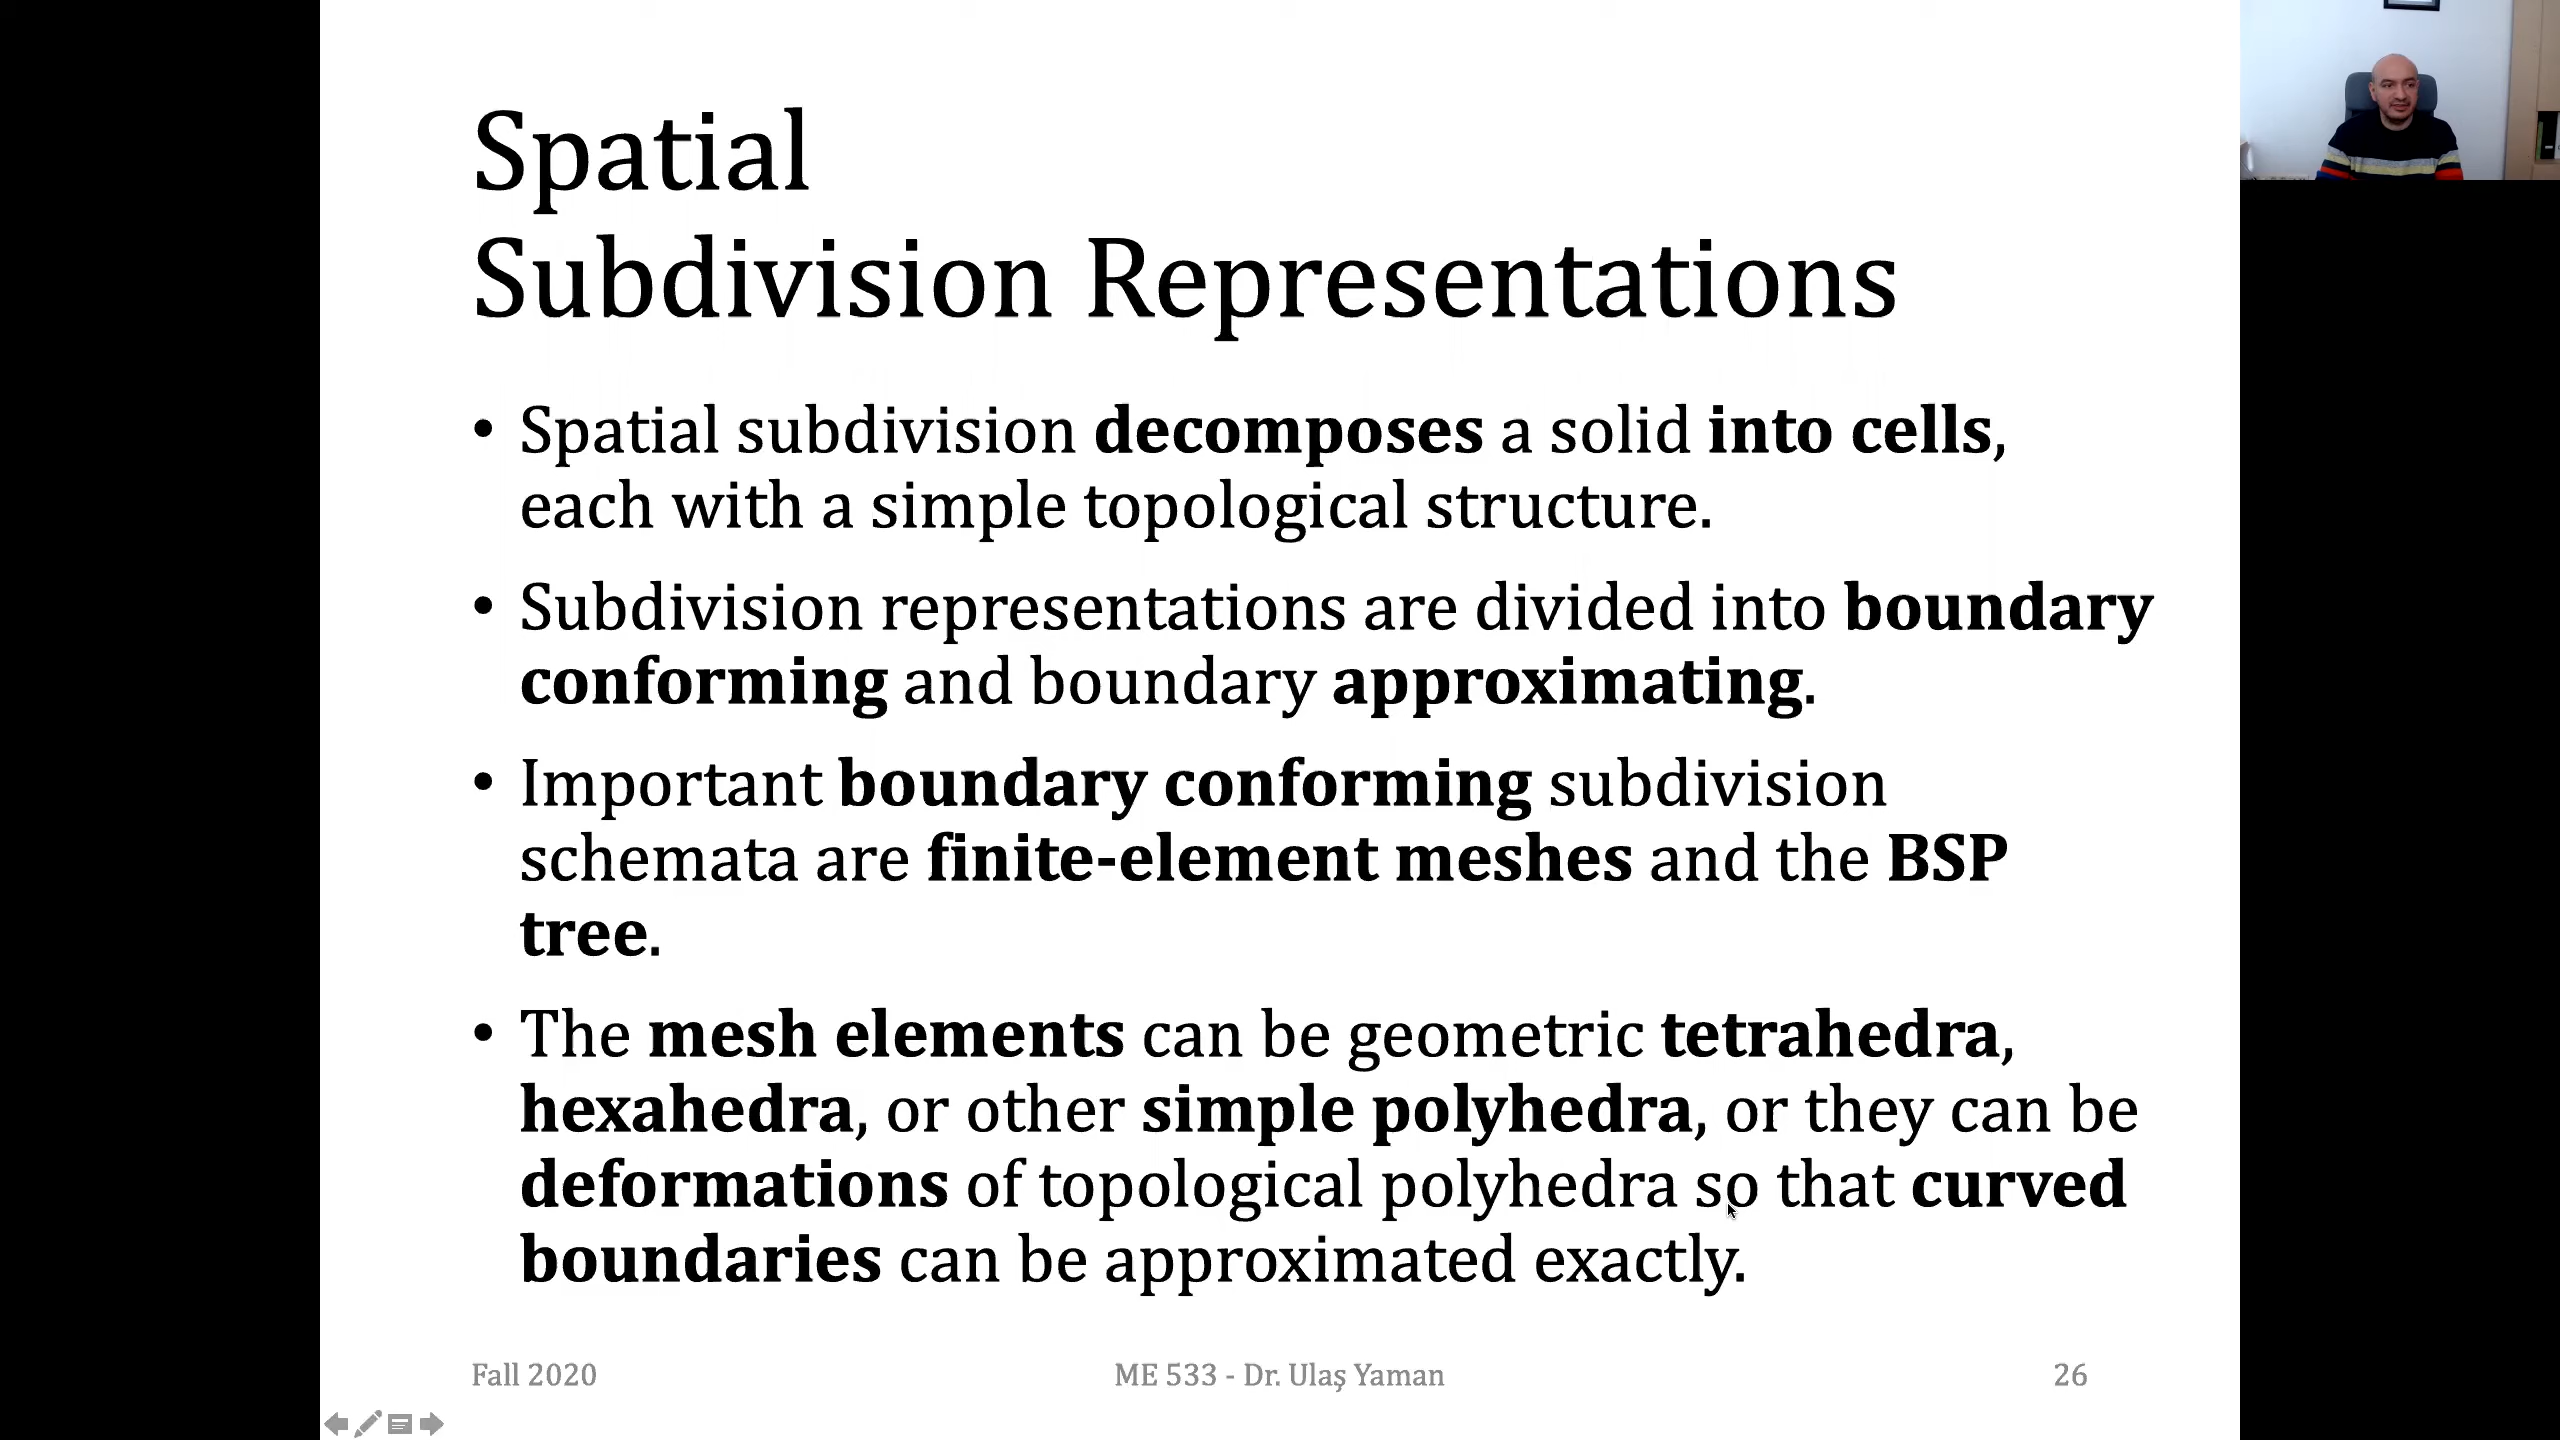 Spatial
Subdivision Representations
• Spatial subdivision decomposes a solid into cells,
each with a simple topological structure.
• Subdivision representations are divided into boundary
conforming and boundary approximating.
• Important boundary conforming subdivision
schemata are finite-element meshes and the BSP
tree.
• The mesh elements can be geometric tetrahedra,
hexahedra, or other simple polyhedra, or they can be
deformations of topological polyhedra so that curved
boundaries can be approximated exactly.
Fall 2020
ME 533 - Dr. Ulaş Yaman
26